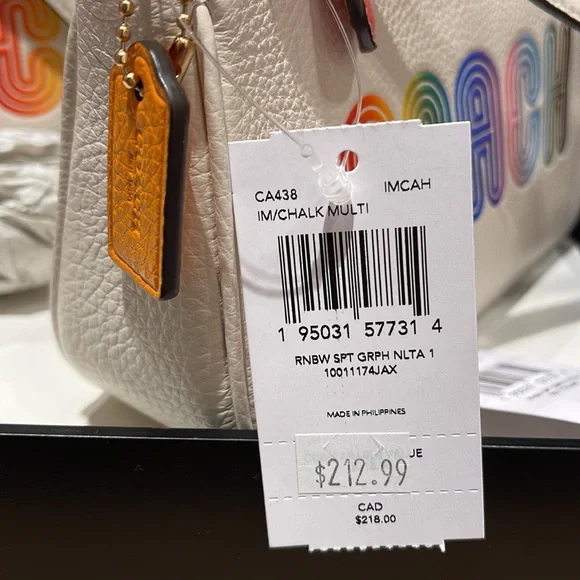 COACH
CA438 IMCAH
IM/CHALK MULTI
1 95031 57731 4
RNBW SPT GRPH NLTA 1
10011174JAX
MADE IN PHILIPPINES
JE
$212.99
CAD
$218.00